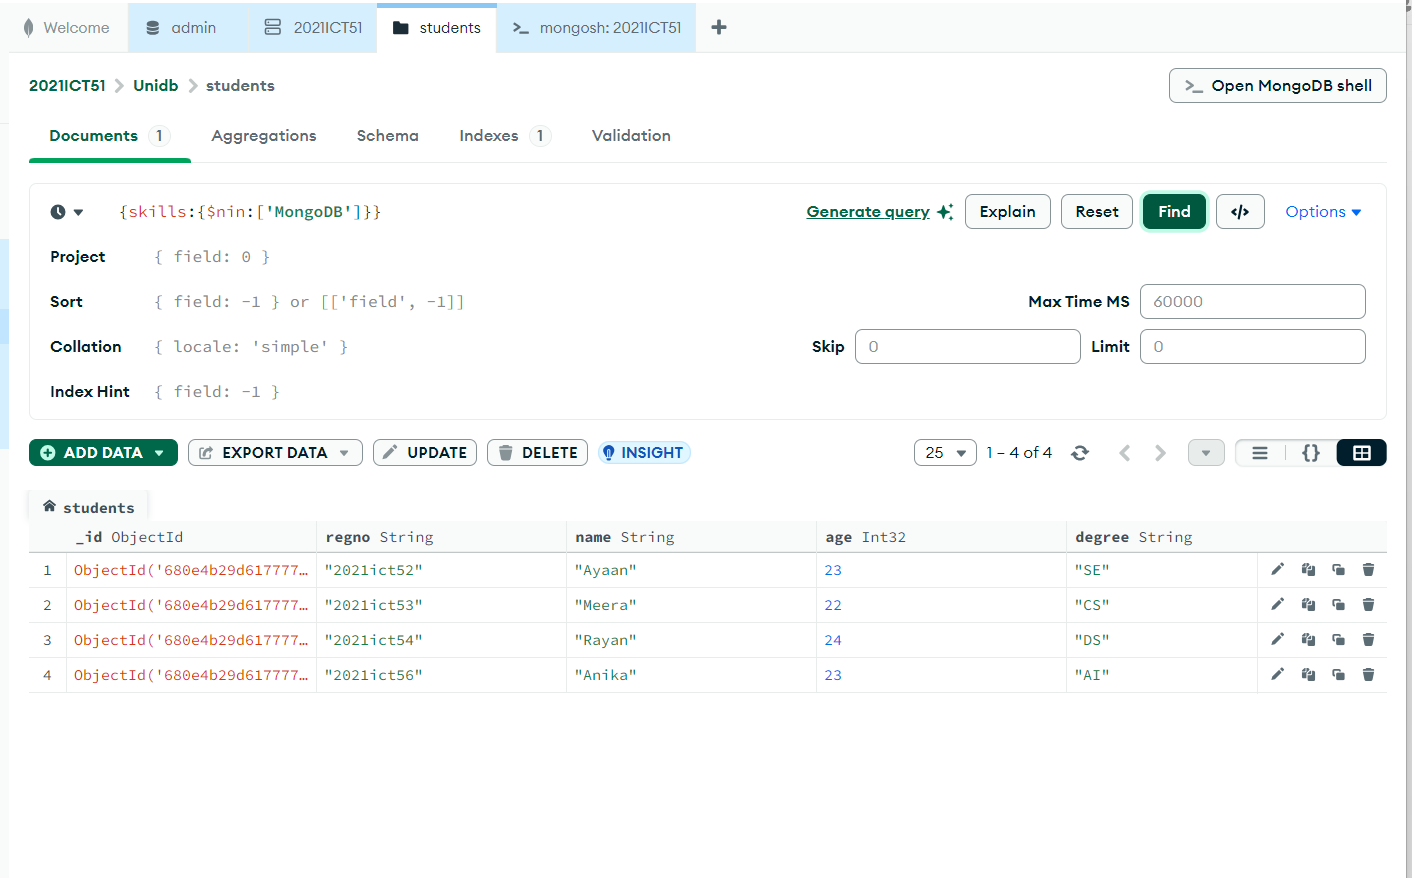 Welcome admin 2021ICT51 students mongosh: 2021ICT51
2021ICT51 Unidb students Open MongoDB shell
Documents 1 Aggregations Schema Indexes 1 Validation
{skills:{$nin:['MongoDB']}} Generate query Explain Reset Find </> Options
Project { field: 0 }
Sort { field: -1 } or [['field', -1]] Max Time MS 60000
Collation { locale: 'simple' } Skip 0 Limit 0
Index Hint { field: -1 }
ADD DATA EXPORT DATA UPDATE DELETE INSIGHT 25 1 – 4 of 4 {}
students
_id ObjectId regno String name String age Int32 degree String
1 ObjectId('680e4b29d617777… "2021ict52" "Ayaan" 23 "SE"
2 ObjectId('680e4b29d617777… "2021ict53" "Meera" 22 "CS"
3 ObjectId('680e4b29d617777… "2021ict54" "Rayan" 24 "DS"
4 ObjectId('680e4b29d617777… "2021ict56" "Anika" 23 "AI"